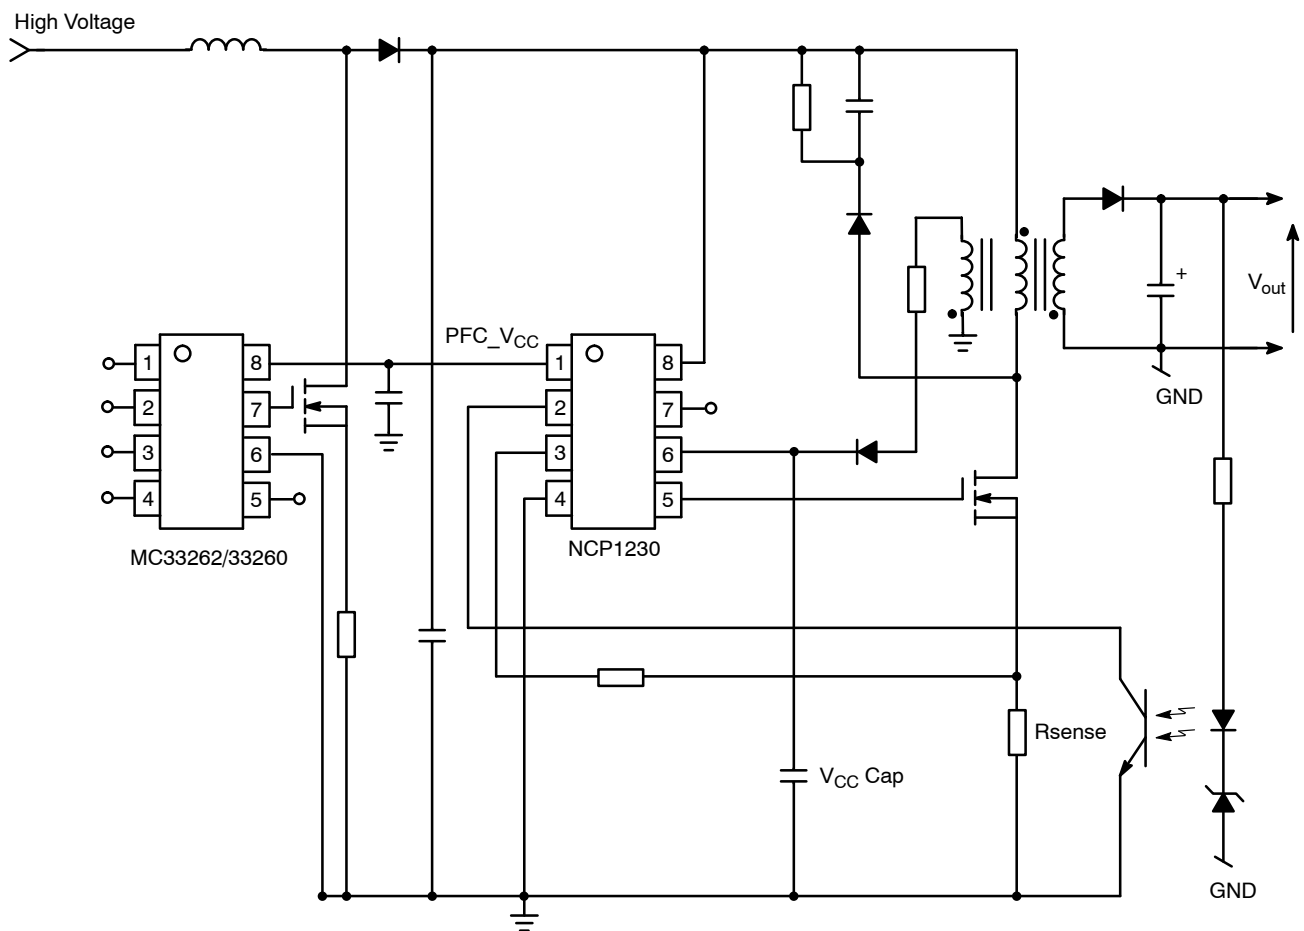 High Voltage
PFC_VCC
1 8 1 8
2 7 2 7
3 6 3 6
4 5 4 5
MC33262/33260
NCP1230
+
Vout
GND
Rsense
VCC Cap
GND